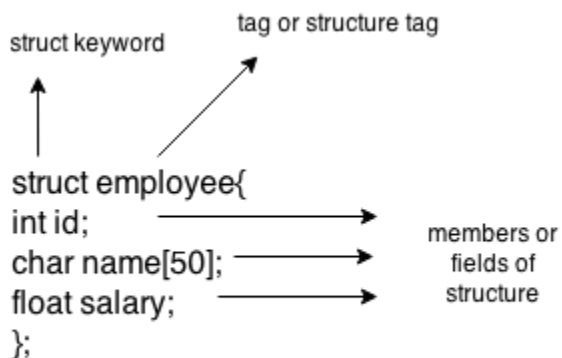 struct keyword
tag or structure tag
struct employee{
int id;
char name[50];
float salary;
};
members or
fields of
structure